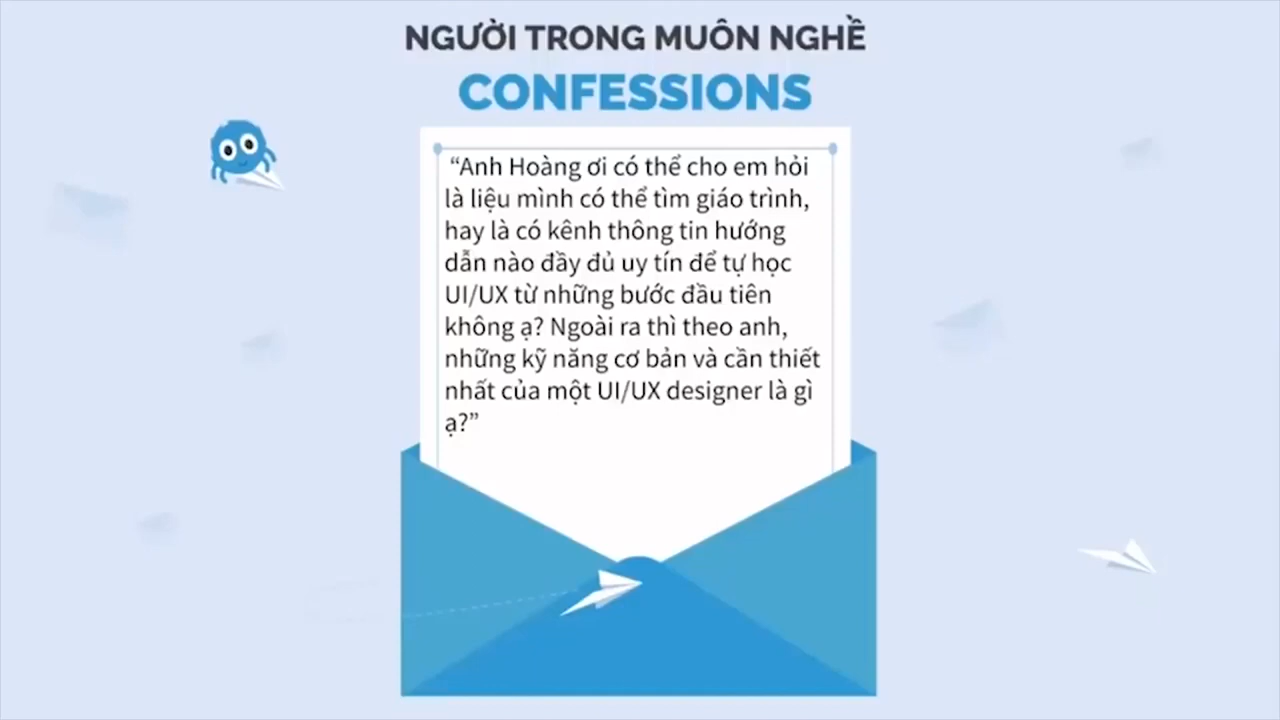 NGƯỜI TRONG MUÔN NGHỀ
CONFESSIONS
“Anh Hoàng ơi có thể cho em hỏi
là liệu mình có thể tìm giáo trình,
hay là có kênh thông tin hướng
dẫn nào đầy đủ uy tín để tự học
UI/UX từ những bước đầu tiên
không ạ? Ngoài ra thì theo anh,
những kỹ năng cơ bản và cần thiết
nhất của một UI/UX designer là gì
ạ?”